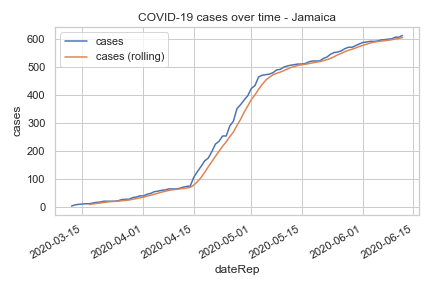 COVID-19 cases over time - Jamaica
cases
cases (rolling)
600
500
400
300
200
100
0
cases
2020-03-15
2020-04-01
2020-04-15
2020-05-01
2020-05-15
2020-06-01
2020-06-15
dateRep